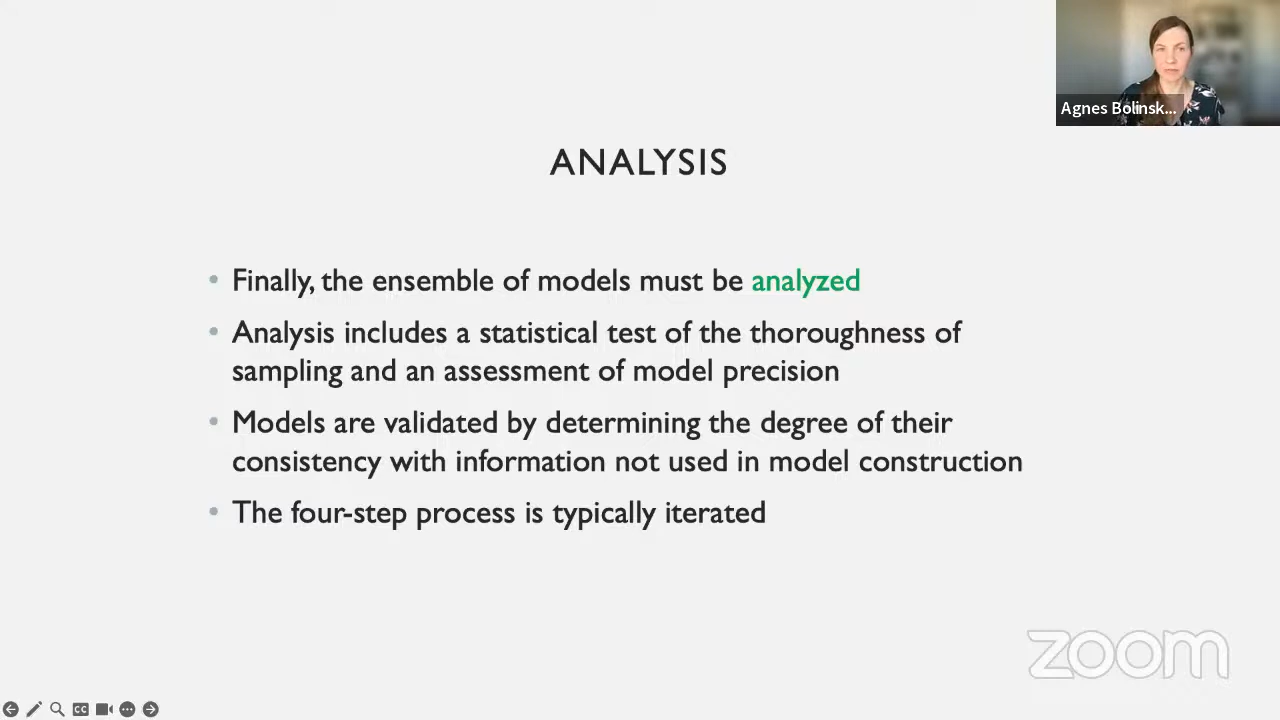 Agnes Bolinsk...
ANALYSIS
Finally, the ensemble of models must be analyzed
Analysis includes a statistical test of the thoroughness of
sampling and an assessment of model precision
Models are validated by determining the degree of their
consistency with information not used in model construction
The four-step process is typically iterated
zoom
CC